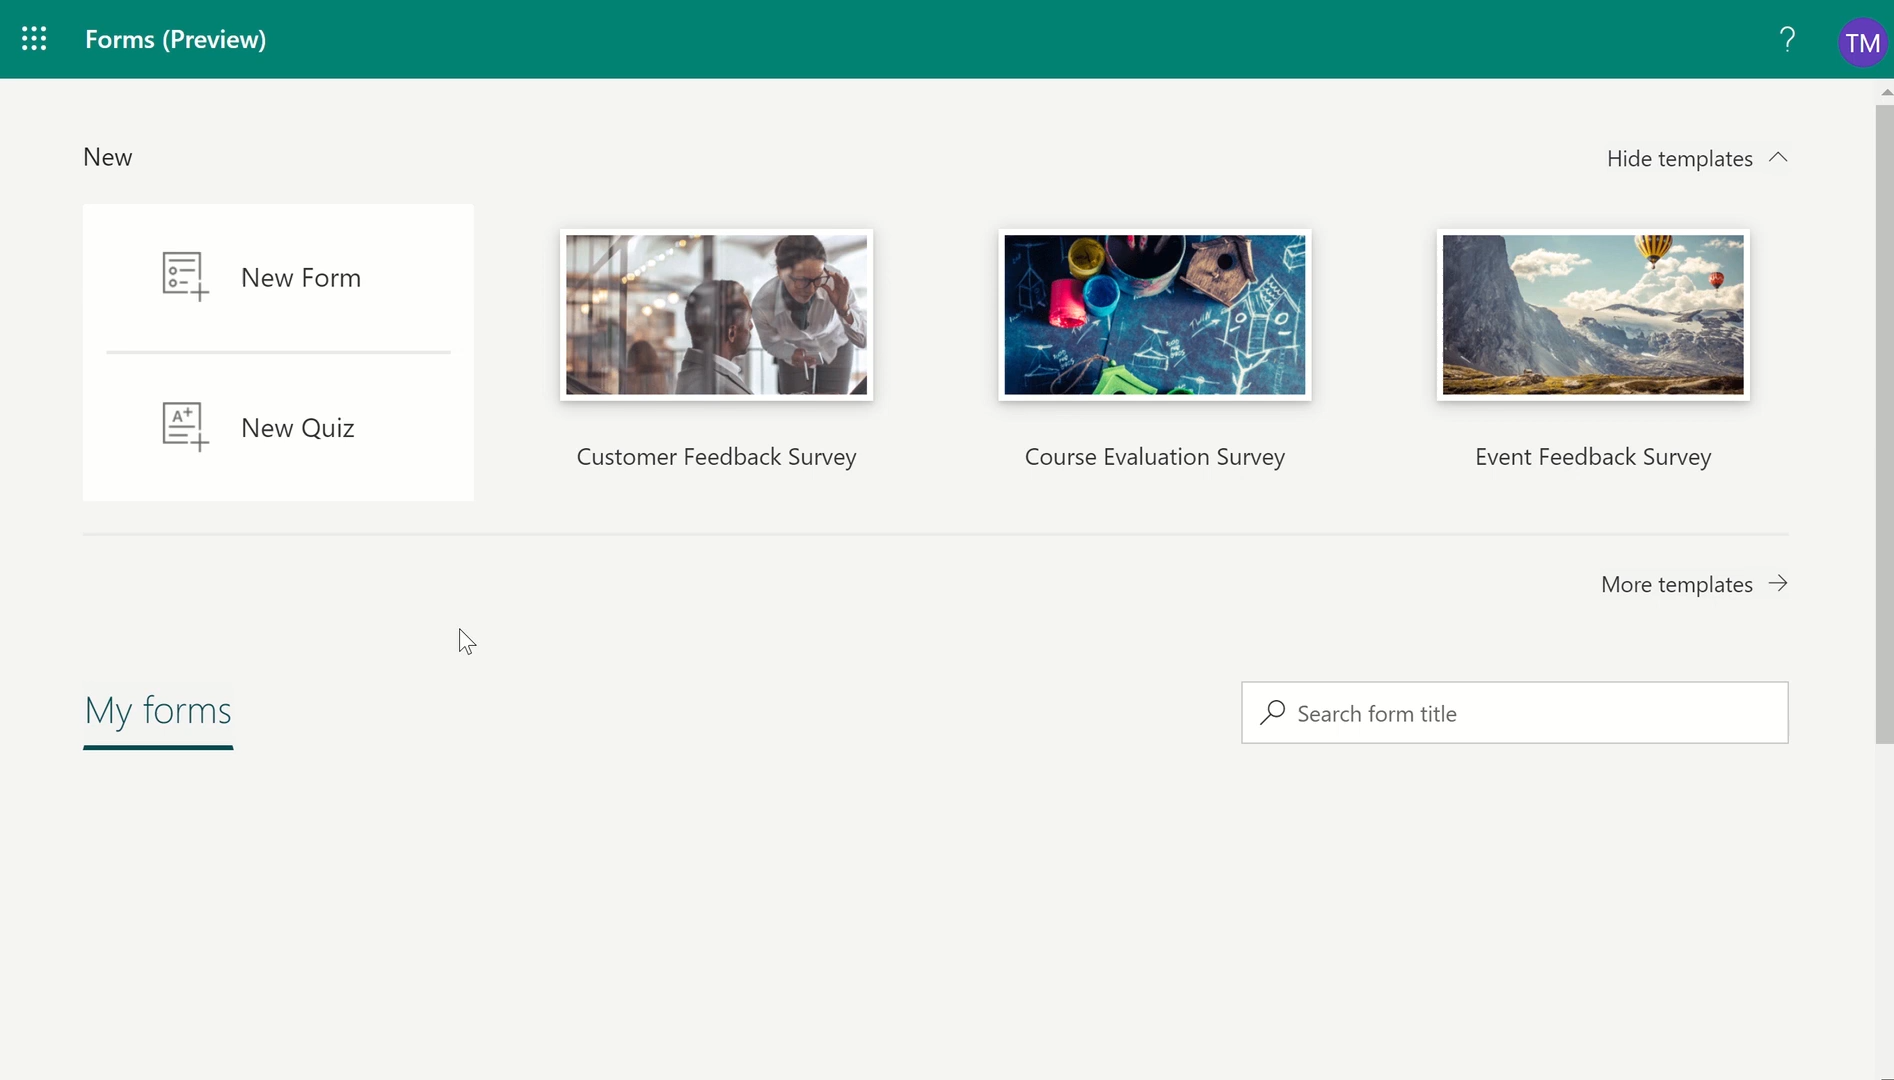 Forms (Preview)
?
TM
New
Hide templates
New Form
A+
New Quiz
Customer Feedback Survey
Course Evaluation Survey
Event Feedback Survey
More templates
My forms
Search form title